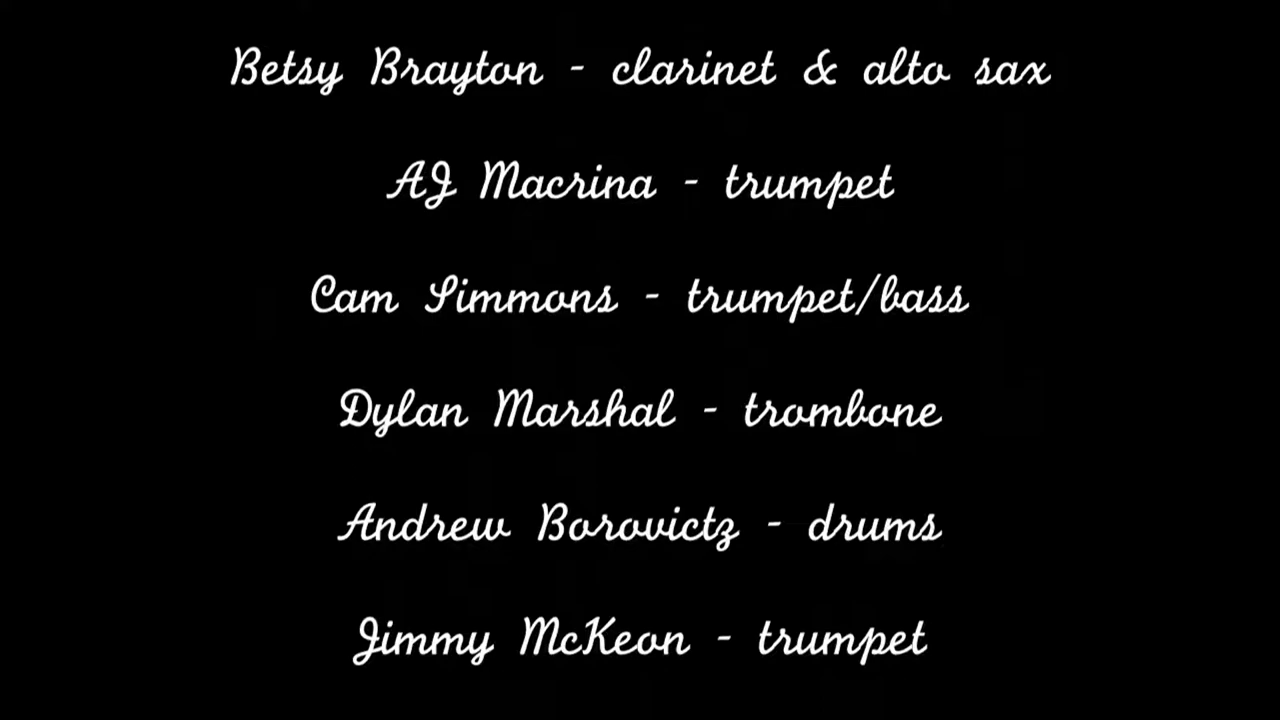 Betsy Brayton - clarinet & alto sax
AJ Macrina - trumpet
Cam Simmons - trumpet/bass
Dylan Marshal - trombone
Andrew Borovictz - drums
Jimmy McKeon - trumpet